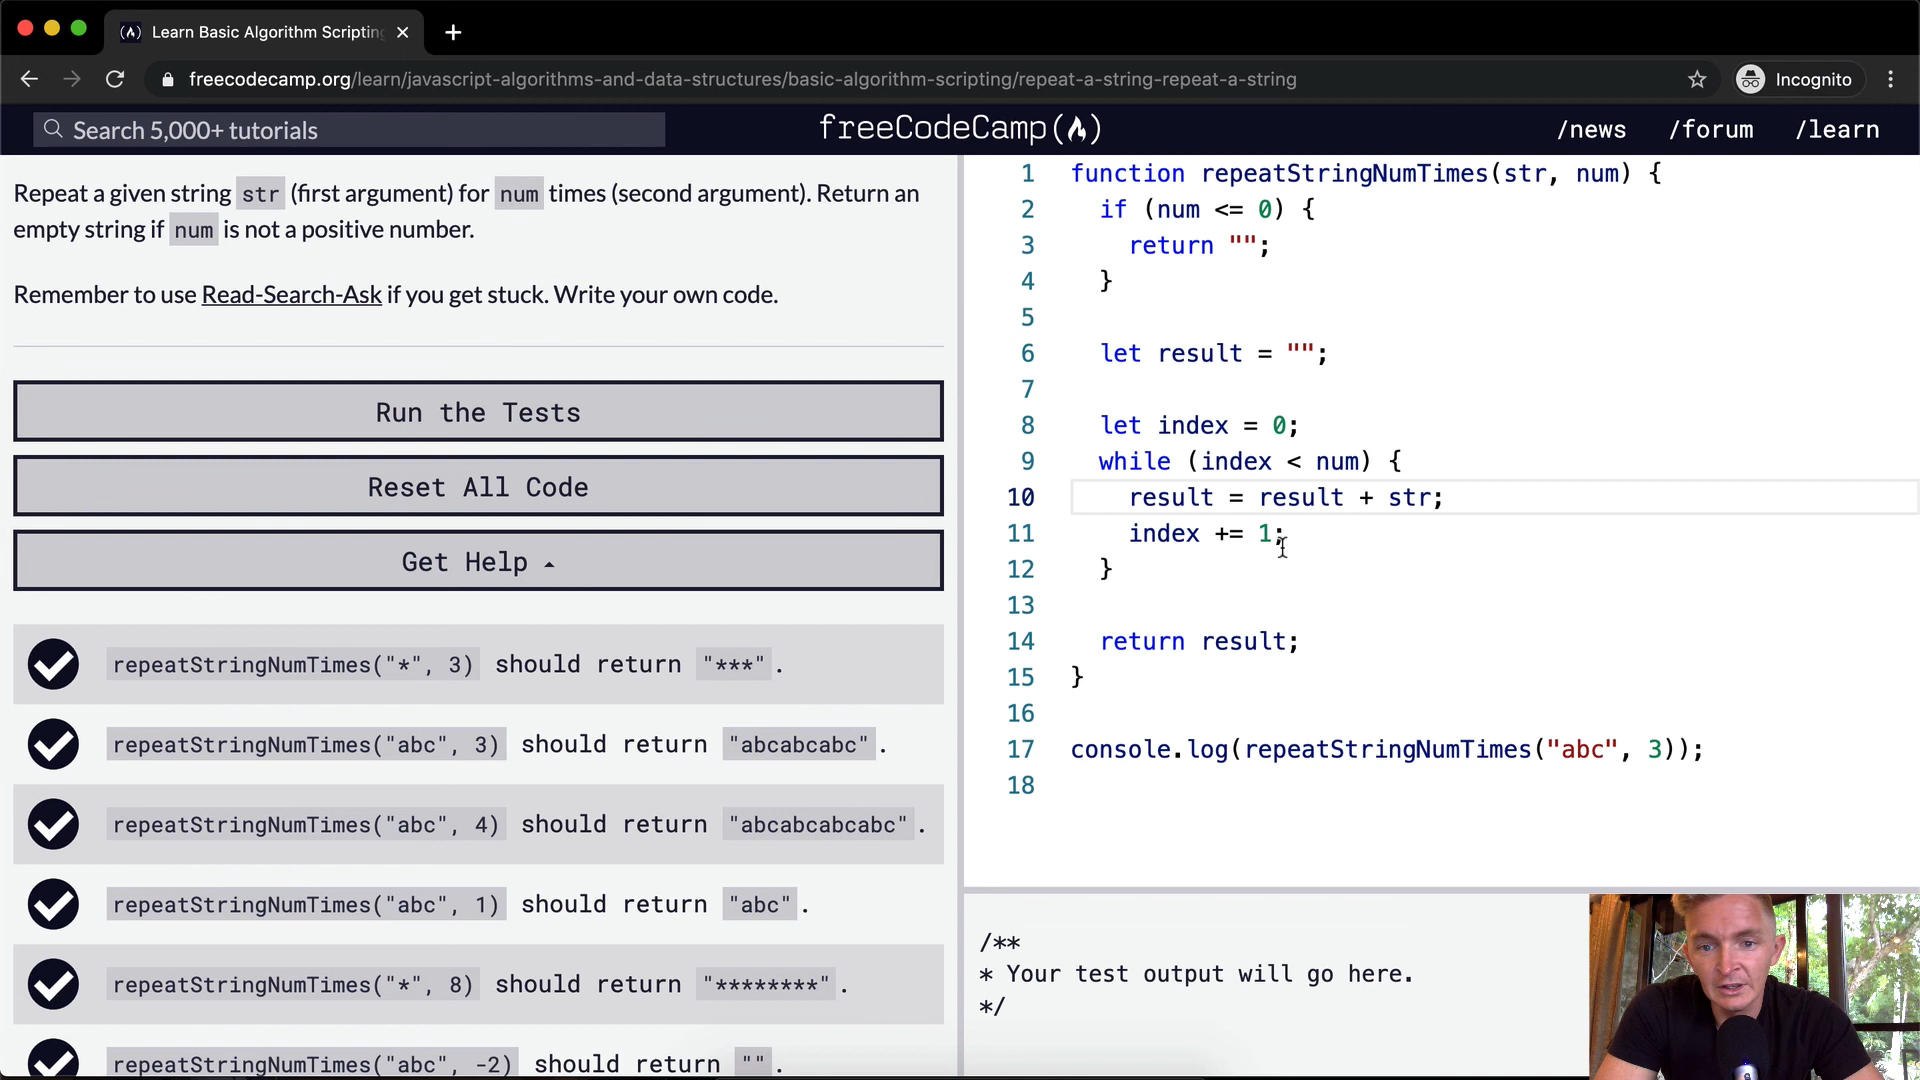 Learn Basic Algorithm Scripting
freecodecamp.org/learn/javascript-algorithms-and-data-structures/basic-algorithm-scripting/repeat-a-string-repeat-a-string
Incognito
Search 5,000+ tutorials
freeCodeCamp
/news
/forum
/learn
Repeat a given string str (first argument) for num times (second argument). Return an
empty string if num is not a positive number.
Remember to use Read-Search-Ask if you get stuck. Write your own code.
Run the Tests
Reset All Code
Get Help
repeatStringNumTimes("*", 3) should return "***".
repeatStringNumTimes("abc", 3) should return "abcabcabc".
repeatStringNumTimes("abc", 4) should return "abcabcabcabc".
repeatStringNumTimes("abc", 1) should return "abc".
repeatStringNumTimes("*", 8) should return "********".
repeatStringNumTimes("abc", -2) should return "".
1 function repeatStringNumTimes(str, num) {
2 if (num <= 0) {
3 return "";
4 }
5
6 let result = "";
7
8 let index = 0;
9 while (index < num) {
10 result = result + str;
11 index += 1;
12 }
13
14 return result;
15 }
16
17 console.log(repeatStringNumTimes("abc", 3));
18
/**
* Your test output will go here.
*/